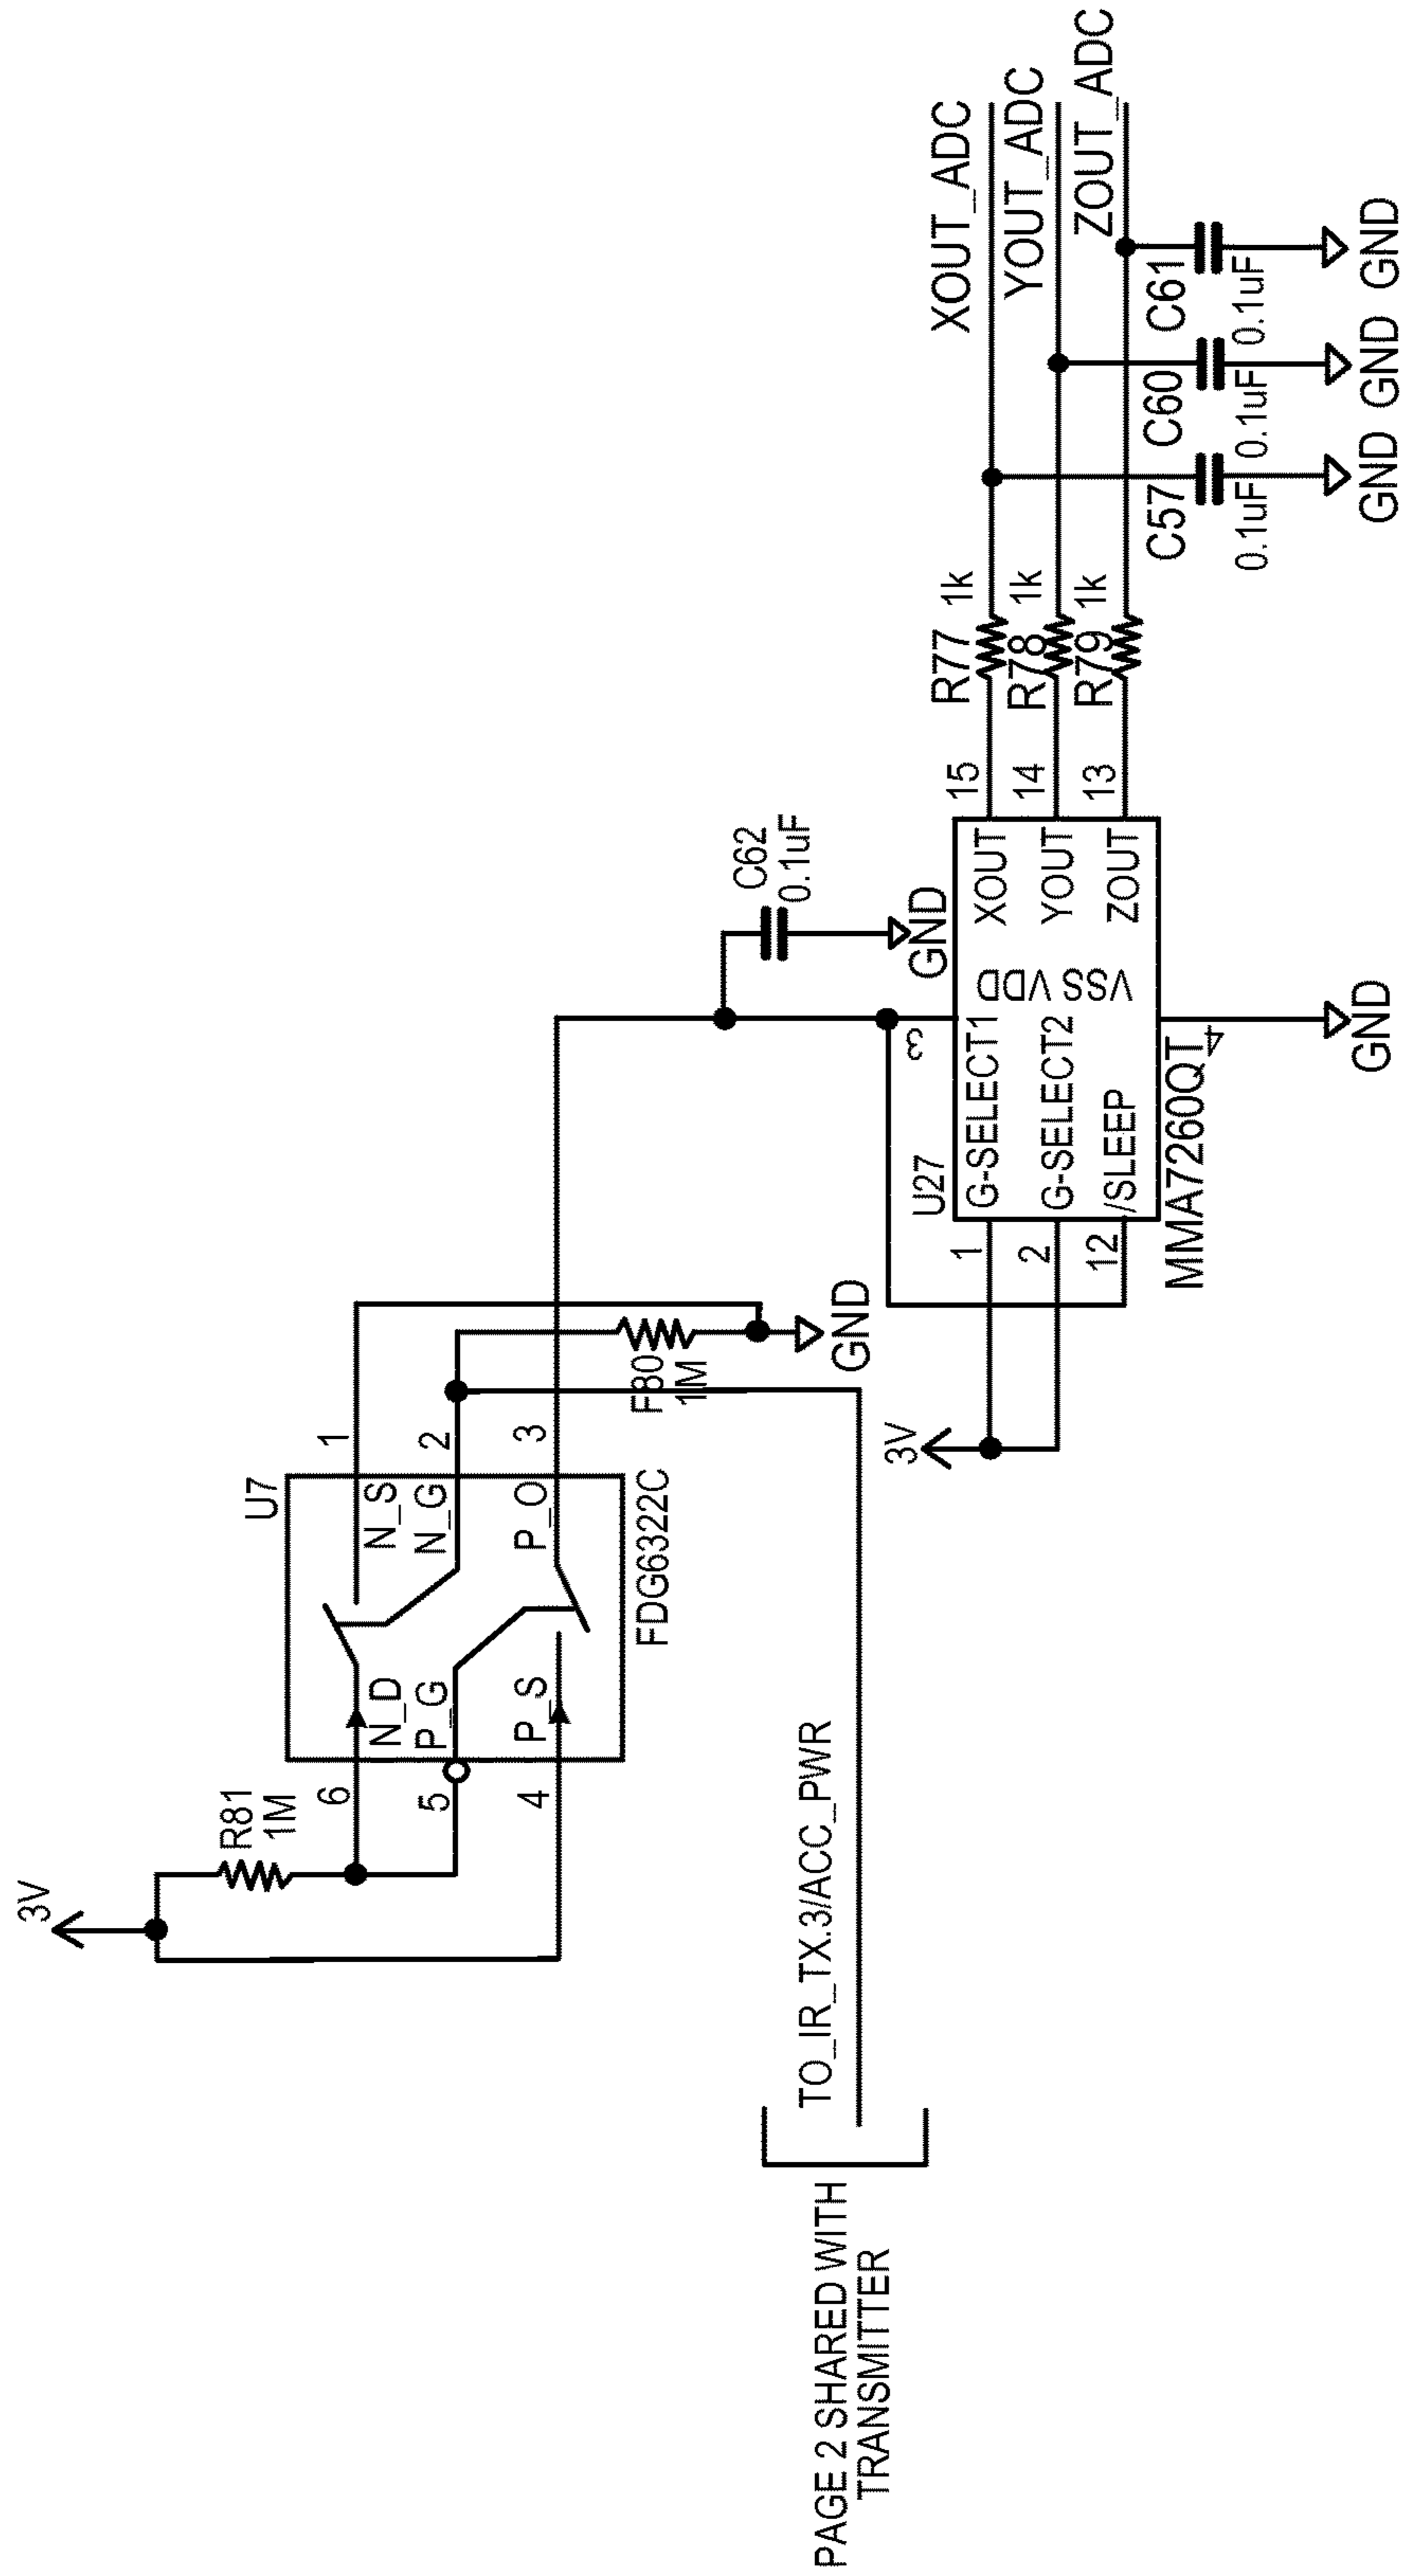 3V
R81
1M
6
5
4
U7
N_D
P_G
P_S
N_S
N_G
P_O
FDG6322C
1
2
3
F80
1M
GND
TO_IR_TX.3/ACC_PWR
PAGE 2 SHARED WITH
TRANSMITTER
3V
C62
0.1uF
GND
3
U27
1
2
12
G-SELECT1
G-SELECT2
/SLEEP
VDD
VSS
XOUT
YOUT
ZOUT
MMA7260QT
4
GND
15
14
13
R77
1k
R78
1k
R79
1k
XOUT_ADC
YOUT_ADC
ZOUT_ADC
C57
0.1uF
C60
0.1uF
C61
0.1uF
GND
GND
GND